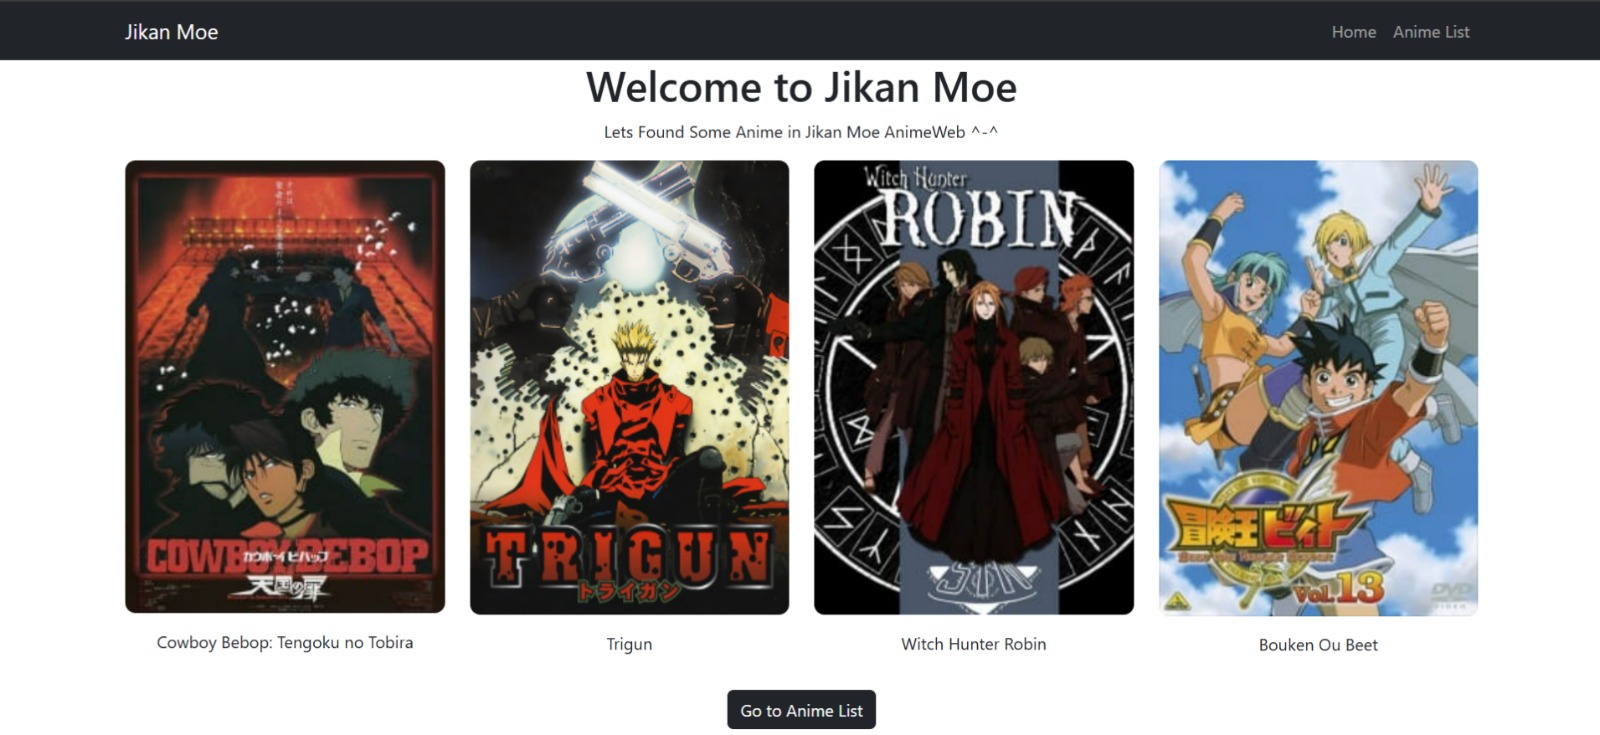 Jikan Moe
Home Anime List
Welcome to Jikan Moe
Lets Found Some Anime in Jikan Moe AnimeWeb ^-^
COWBOY BEBOP
カウボーイビバップ
天国の扉
Cowboy Bebop: Tengoku no Tobira
TRIGUN
トライガン
Trigun
Witch Hunter
ROBIN
Witch Hunter Robin
冒険王ビィト
Vol.13
DVD
VIDEO
Bouken Ou Beet
Go to Anime List